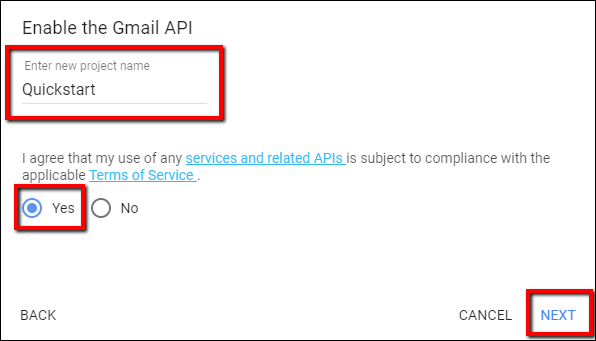 Enable the Gmail API
Enter new project name
Quickstart
I agree that my use of any services and related APIs is subject to compliance with the
applicable Terms of Service .
Yes No
BACK CANCEL NEXT